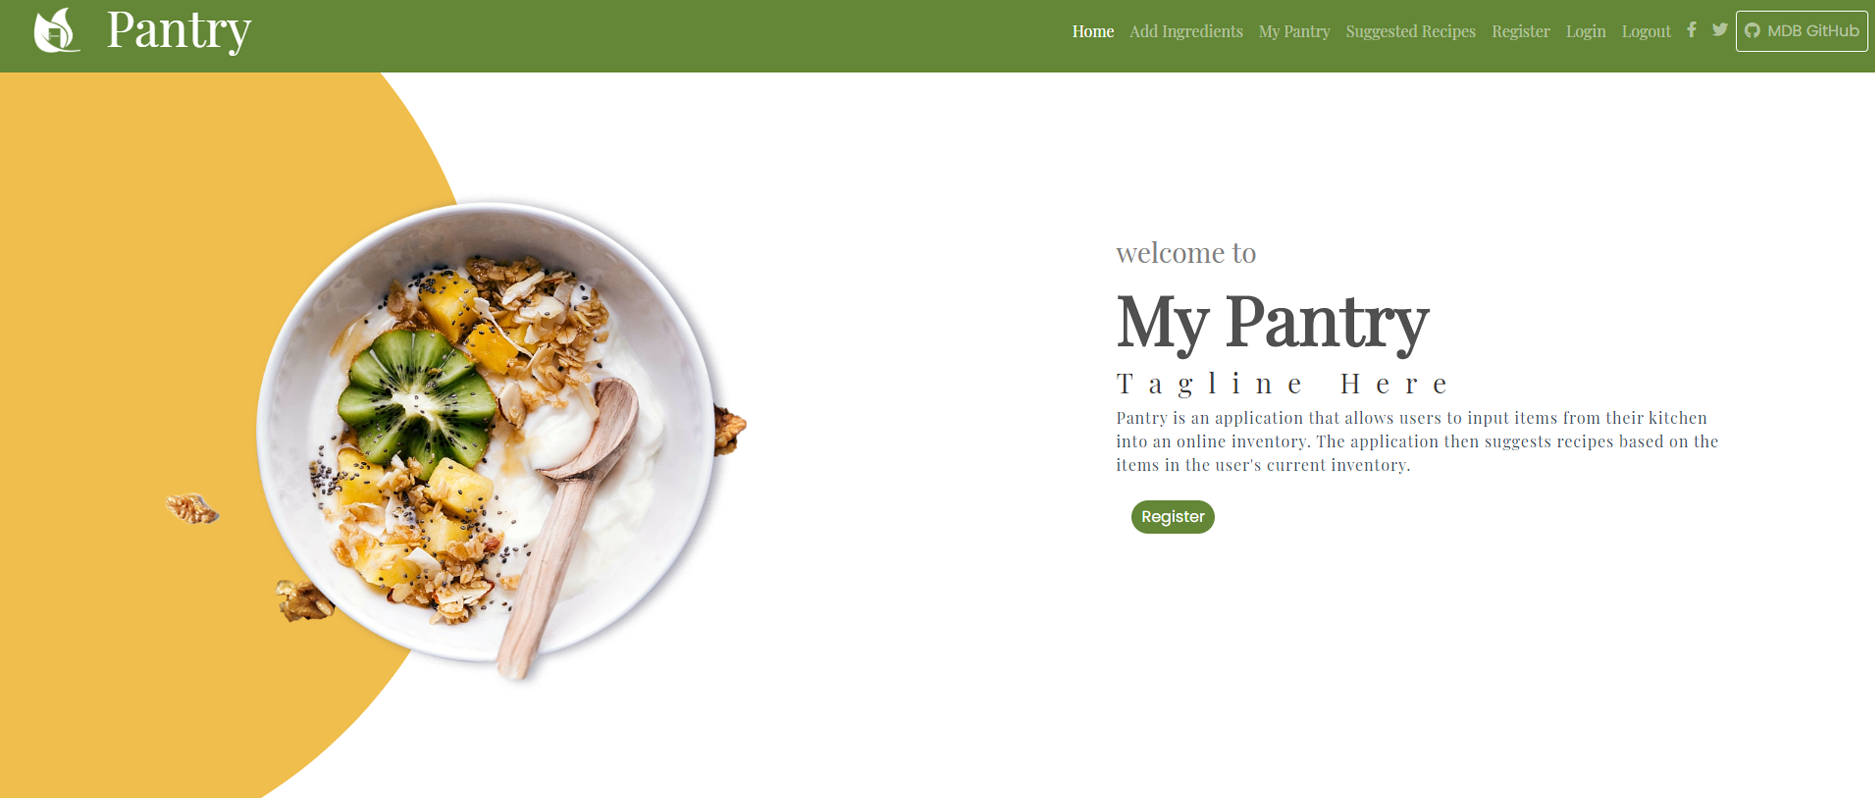 Pantry
Home Add Ingredients My Pantry Suggested Recipes Register Login Logout MDB GitHub
welcome to
My Pantry
Tagline Here
Pantry is an application that allows users to input items from their kitchen
into an online inventory. The application then suggests recipes based on the
items in the user's current inventory.
Register